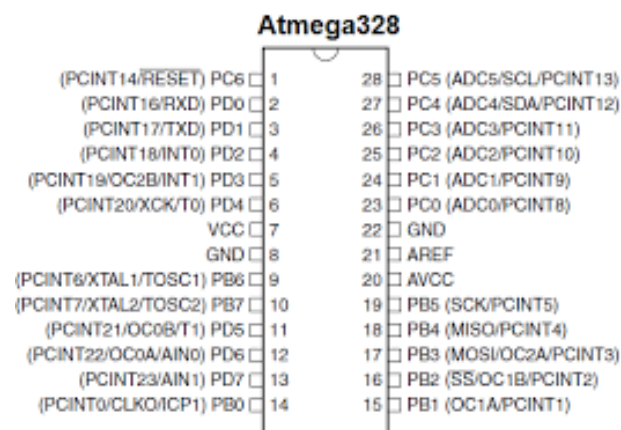 Atmega328
(PCINT14/RESET) PC6 1 28 PC5 (ADC5/SCL/PCINT13)
(PCINT16/RXD) PD0 2 27 PC4 (ADC4/SDA/PCINT12)
(PCINT17/TXD) PD1 3 26 PC3 (ADC3/PCINT11)
(PCINT18/INT0) PD2 4 25 PC2 (ADC2/PCINT10)
(PCINT19/OC2B/INT1) PD3 5 24 PC1 (ADC1/PCINT9)
(PCINT20/XCK/T0) PD4 6 23 PC0 (ADC0/PCINT8)
VCC 7 22 GND
GND 8 21 AREF
(PCINT6/XTAL1/TOSC1) PB6 9 20 AVCC
(PCINT7/XTAL2/TOSC2) PB7 10 19 PB5 (SCK/PCINT5)
(PCINT21/OC0B/T1) PD5 11 18 PB4 (MISO/PCINT4)
(PCINT22/OC0A/AIN0) PD6 12 17 PB3 (MOSI/OC2A/PCINT3)
(PCINT23/AIN1) PD7 13 16 PB2 (SS/OC1B/PCINT2)
(PCINT0/CLKO/ICP1) PB0 14 15 PB1 (OC1A/PCINT1)